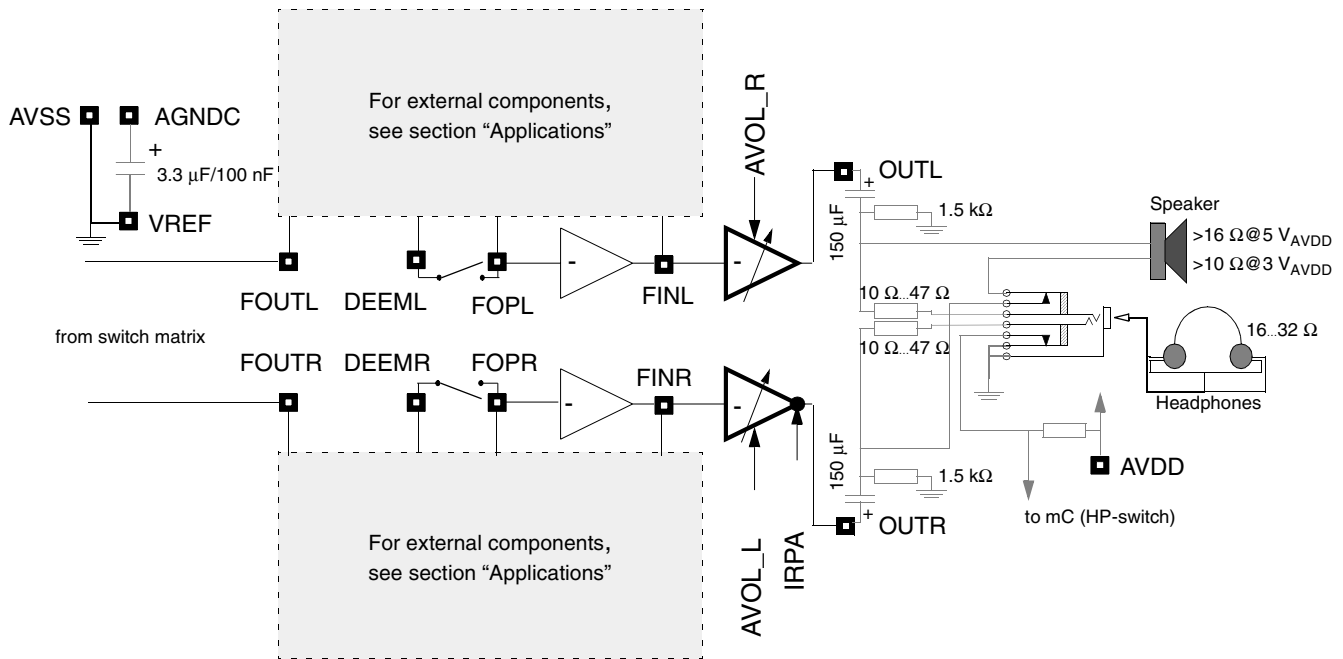 For external components,
see section “Applications”
AVSS
AGNDC
+
3.3 µF/100 nF
VREF
AVOL_R
OUTL
+
150 µF
1.5 kΩ
Speaker
>16 Ω@5 VAVDD
>10 Ω@3 VAVDD
FOUTL
DEEML
FOPL
-
FINL
-
10 Ω...47 Ω
10 Ω...47 Ω
16...32 Ω
Headphones
from switch matrix
FOUTR
DEEMR
FOPR
-
FINR
-
150 µF
1.5 kΩ
+
OUTR
AVDD
to mC (HP-switch)
AVOL_L
IRPA
For external components,
see section “Applications”